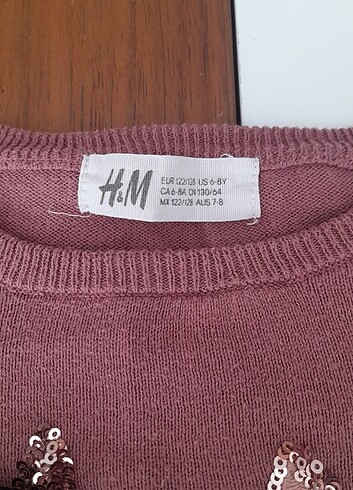 H&M
EUR 122/128 US 6-8Y
CA 6-8A CN 130/64
MX 122/128 AUS 7-8